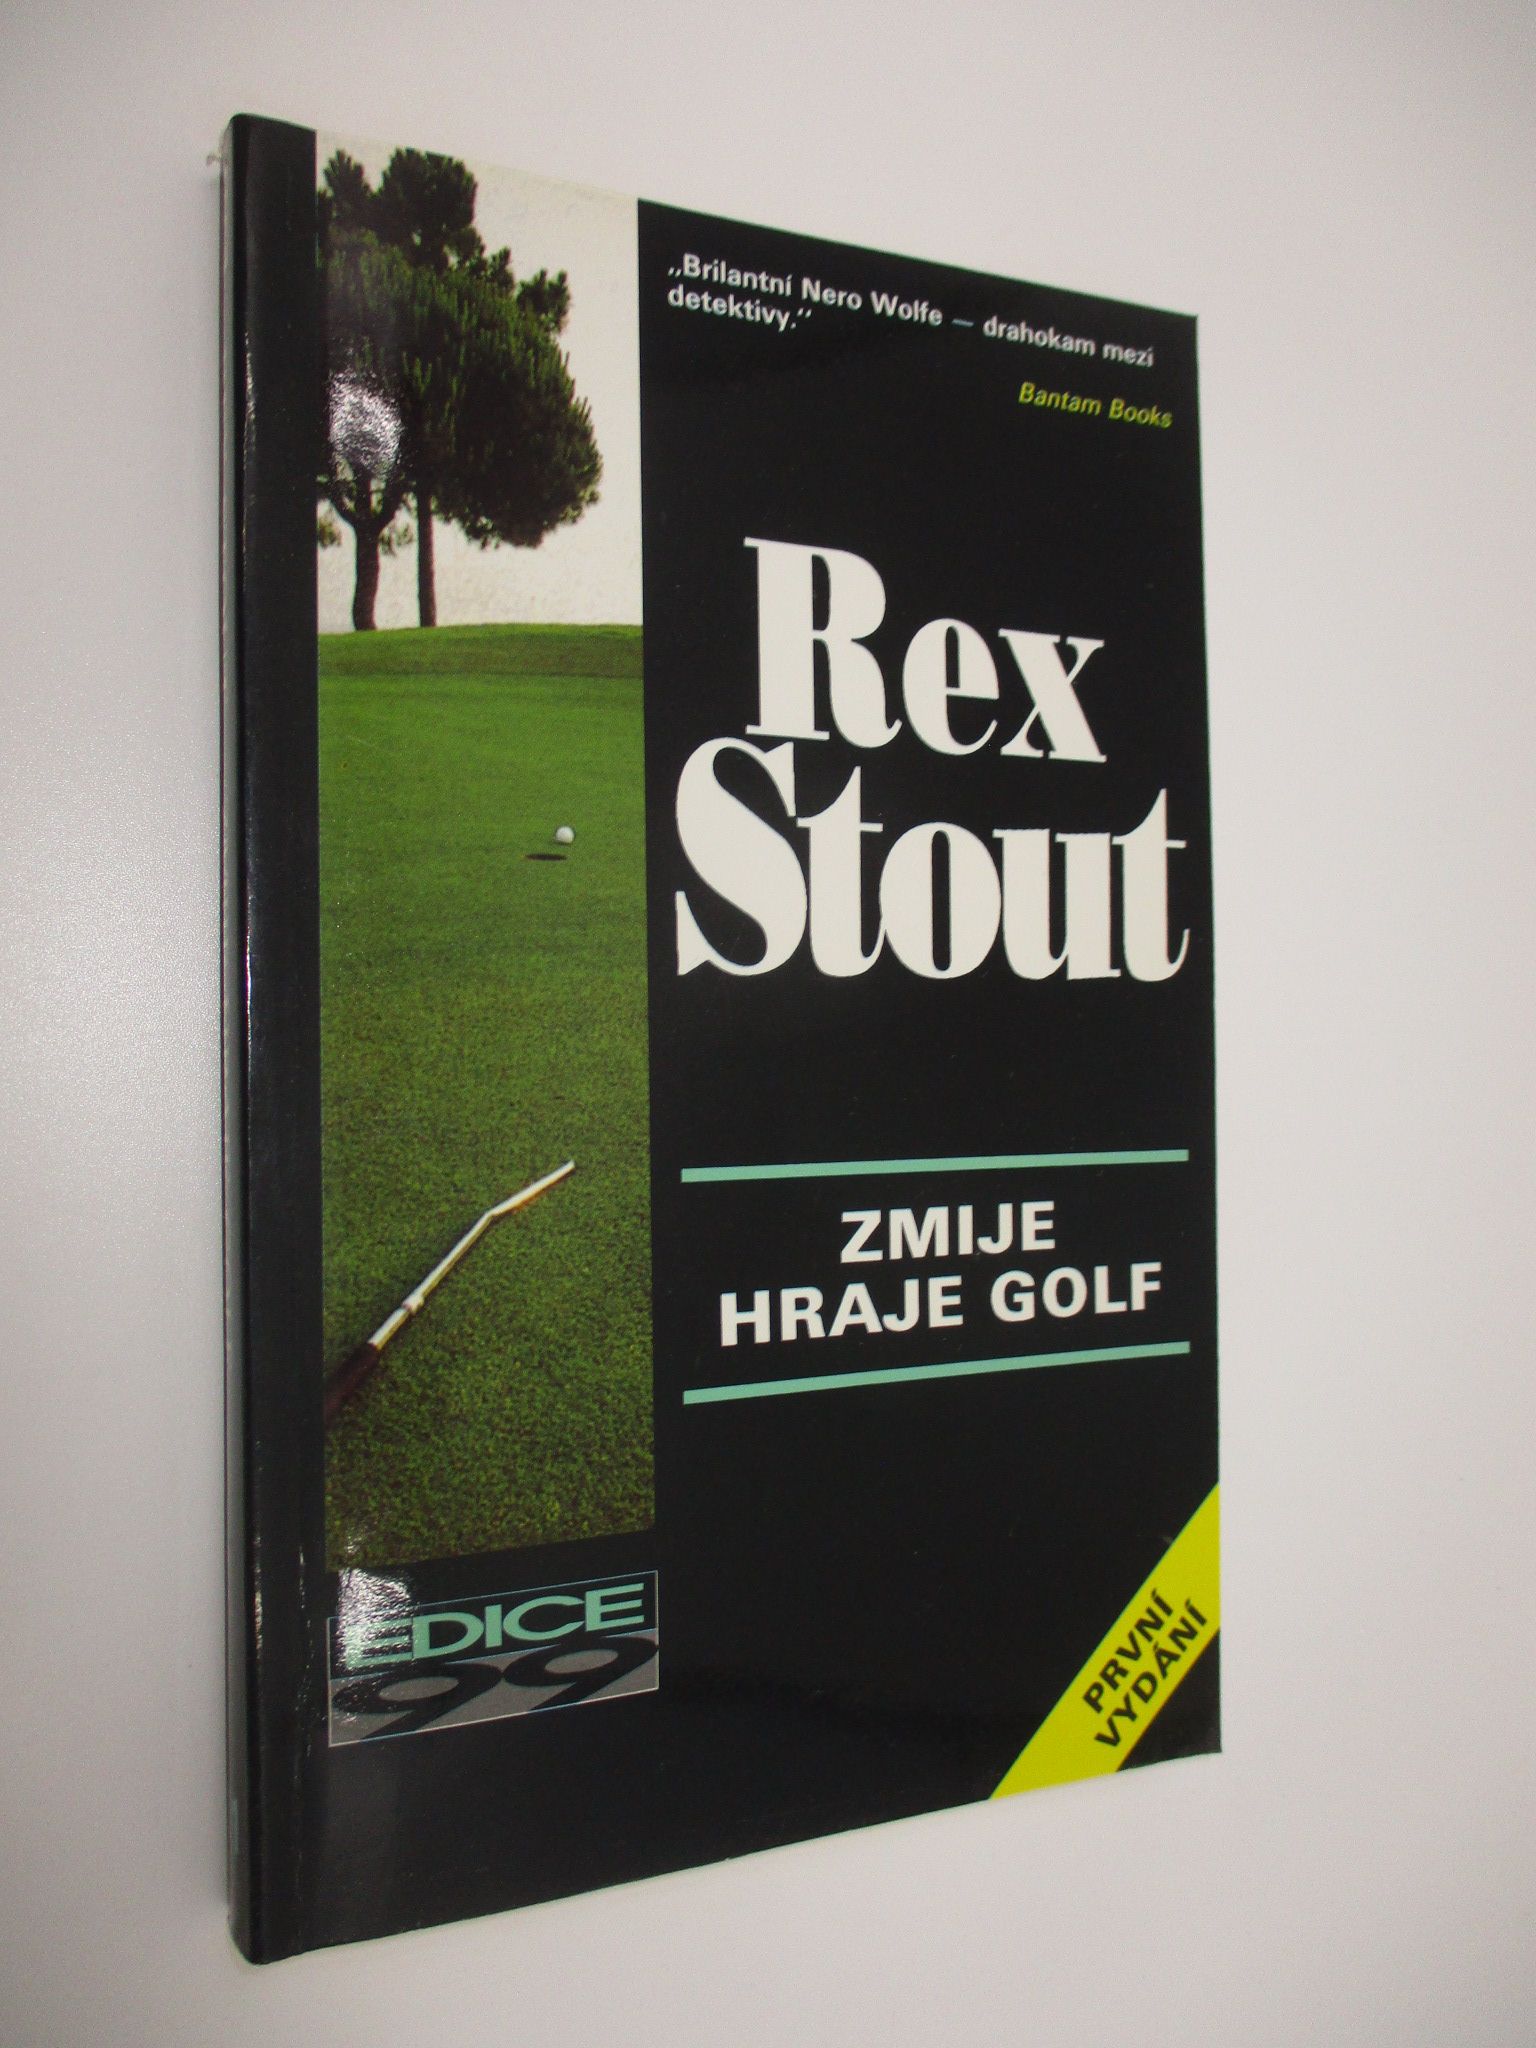 „Brilantní Nero Wolfe — drahokam mezi
detektivy.“
Bantam Books
Rex
Stout
ZMIJE
HRAJE GOLF
EDICE
99
PRVNÍ
VYDÁNÍ